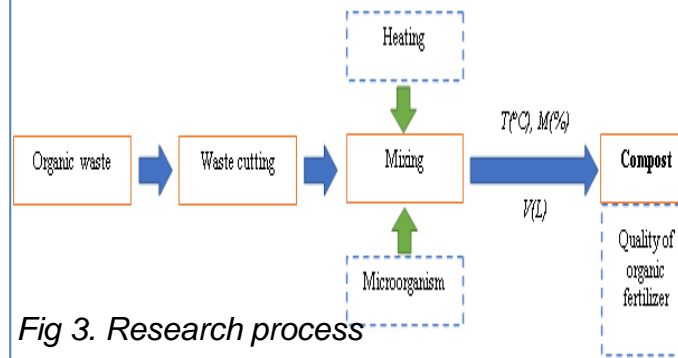 Heating
T(°C), M(%)
Organic waste
Waste cutting
Mixing
Compost
V(L)
Quality of
organic
fertilizer
Microorganism
Fig 3. Research process